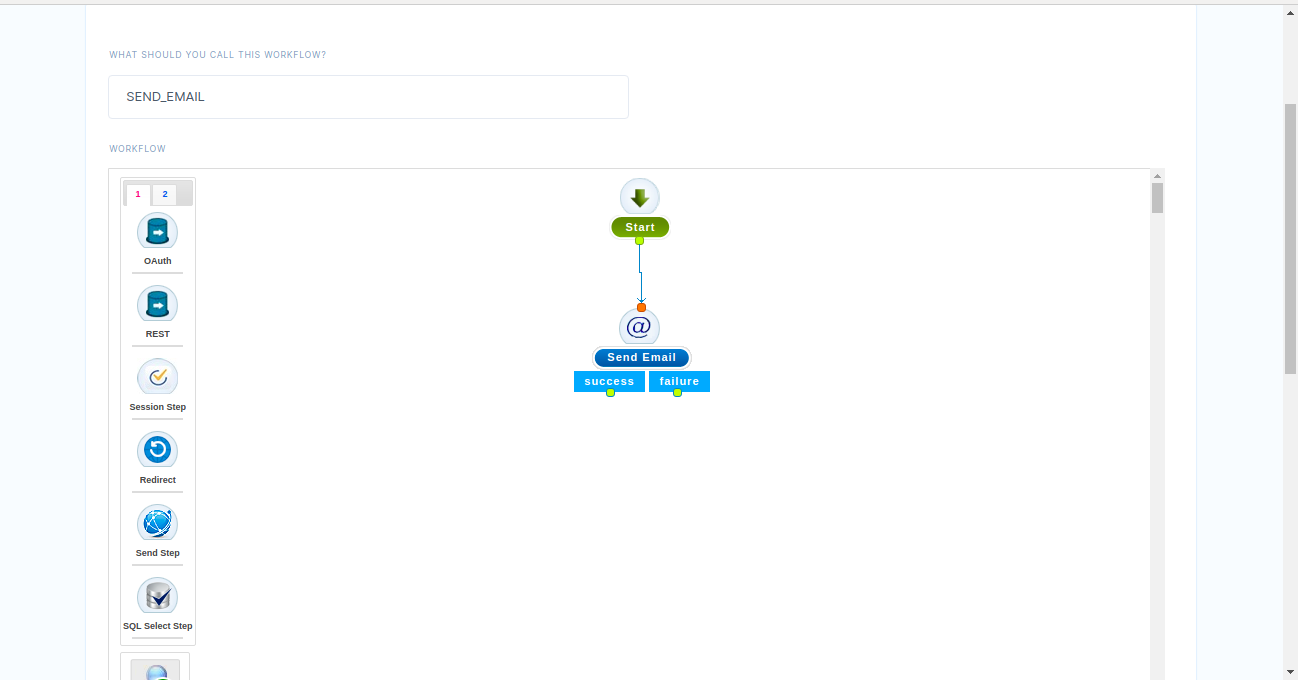 WHAT SHOULD YOU CALL THIS WORKFLOW?
SEND_EMAIL
WORKFLOW
1 2
OAuth
REST
Session Step
Redirect
Send Step
SQL Select Step
Start
@
Send Email
success failure